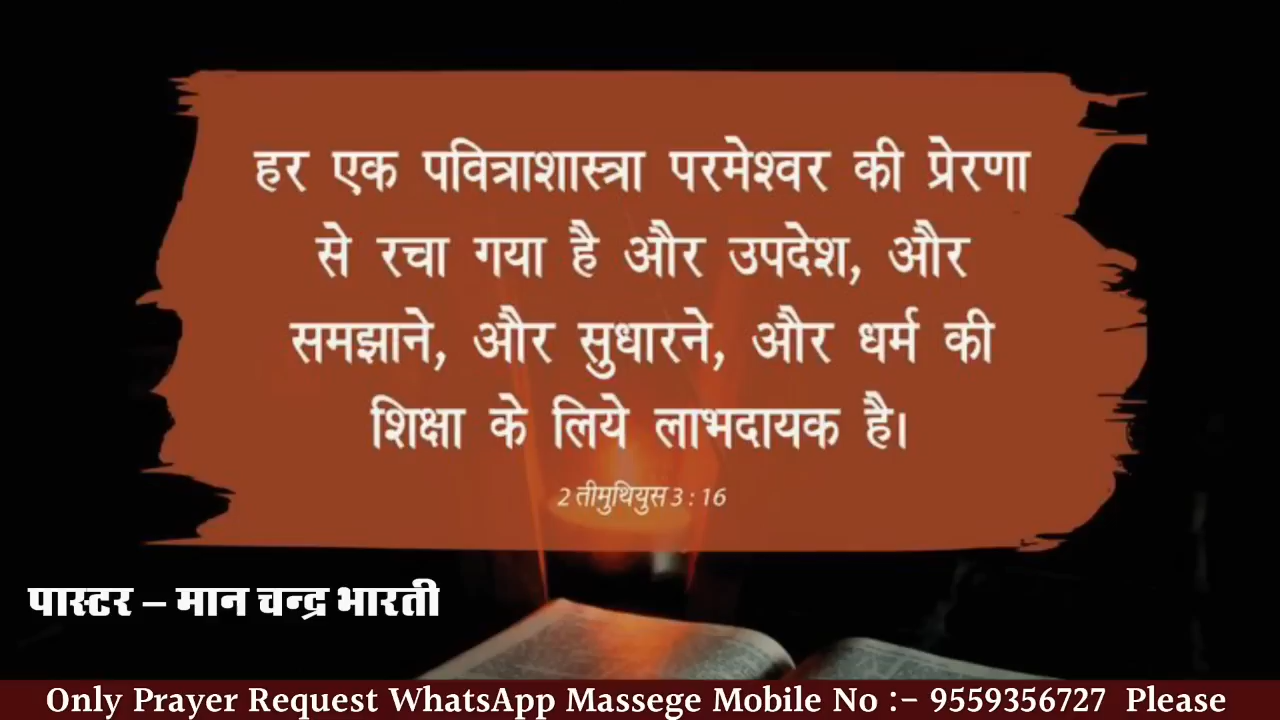 हर एक पवित्राशास्त्रा परमेश्वर की प्रेरणा
से रचा गया है और उपदेश, और
समझाने, और सुधारने, और धर्म की
शिक्षा के लिये लाभदायक है।
2 तीमुथियुस 3 : 16
पास्टर – मान चन्द्र भारती
Only Prayer Request WhatsApp Massege Mobile No :- 9559356727 Please